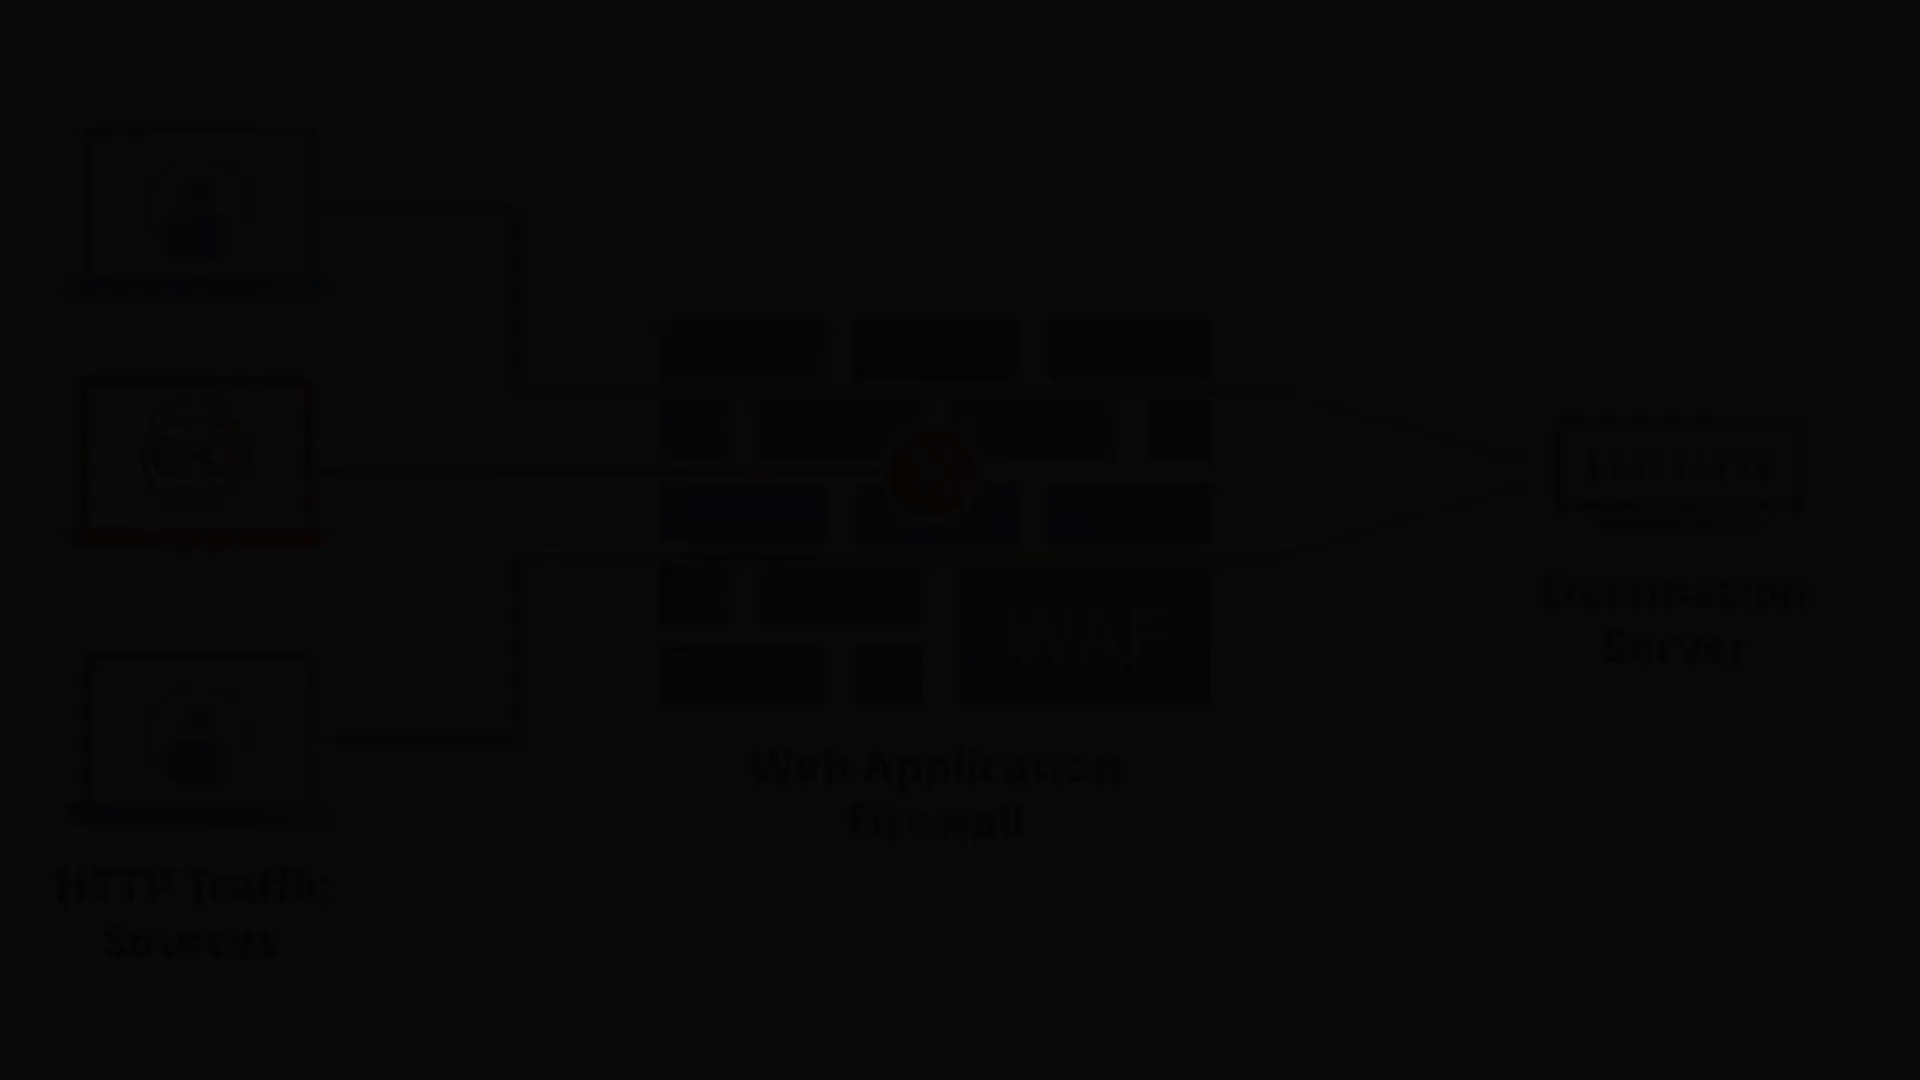 WAF
Destination
Server
Web Application
Firewall
HTTP Traffic
Sources